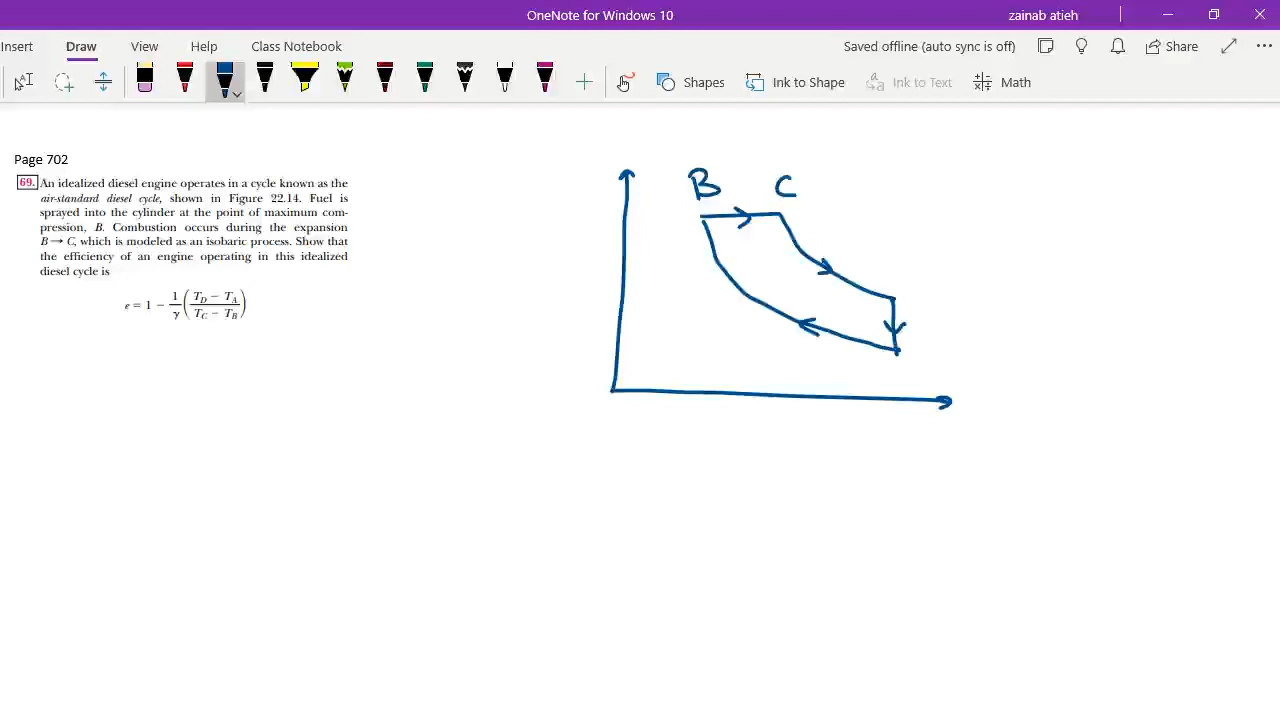 OneNote for Windows 10
zainab atieh
Insert Draw View Help Class Notebook
Saved offline (auto sync is off)
Share
Shapes
Ink to Shape
Ink to Text
Math
Page 702
69. An idealized diesel engine operates in a cycle known as the
air-standard diesel cycle, shown in Figure 22.14. Fuel is
sprayed into the cylinder at the point of maximum com-
pression, B. Combustion occurs during the expansion
B → C, which is modeled as an isobaric process. Show that
the efficiency of an engine operating in this idealized
diesel cycle is
e = 1 − 1/γ (T_D − T_A / T_C − T_B)
B C